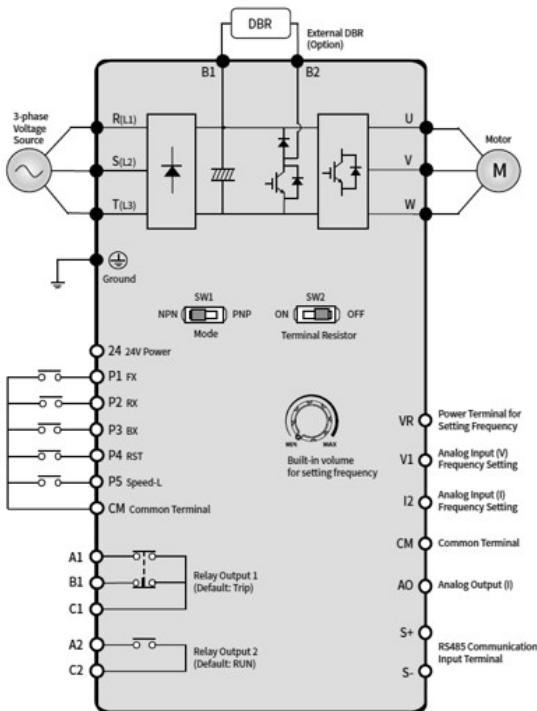 DBR
External DBR
(Option)
B1
B2
3-phase
Voltage
Source
R(L1)
S(L2)
T(L3)
U
V
W
Motor
M
Ground
SW1
NPN
PNP
Mode
SW2
ON
OFF
Terminal Resistor
24 24V Power
P1 FX
P2 RX
P3 BX
P4 RST
P5 Speed-L
CM Common Terminal
MIN
MAX
Built-in volume
for setting frequency
VR
Power Terminal for
Setting Frequency
V1
Analog Input (V)
Frequency Setting
I2
Analog Input (I)
Frequency Setting
CM
Common Terminal
AO
Analog Output (I)
S+
S-
RS485 Communication
Input Terminal
A1
B1
C1
Relay Output 1
(Default: Trip)
A2
C2
Relay Output 2
(Default: RUN)